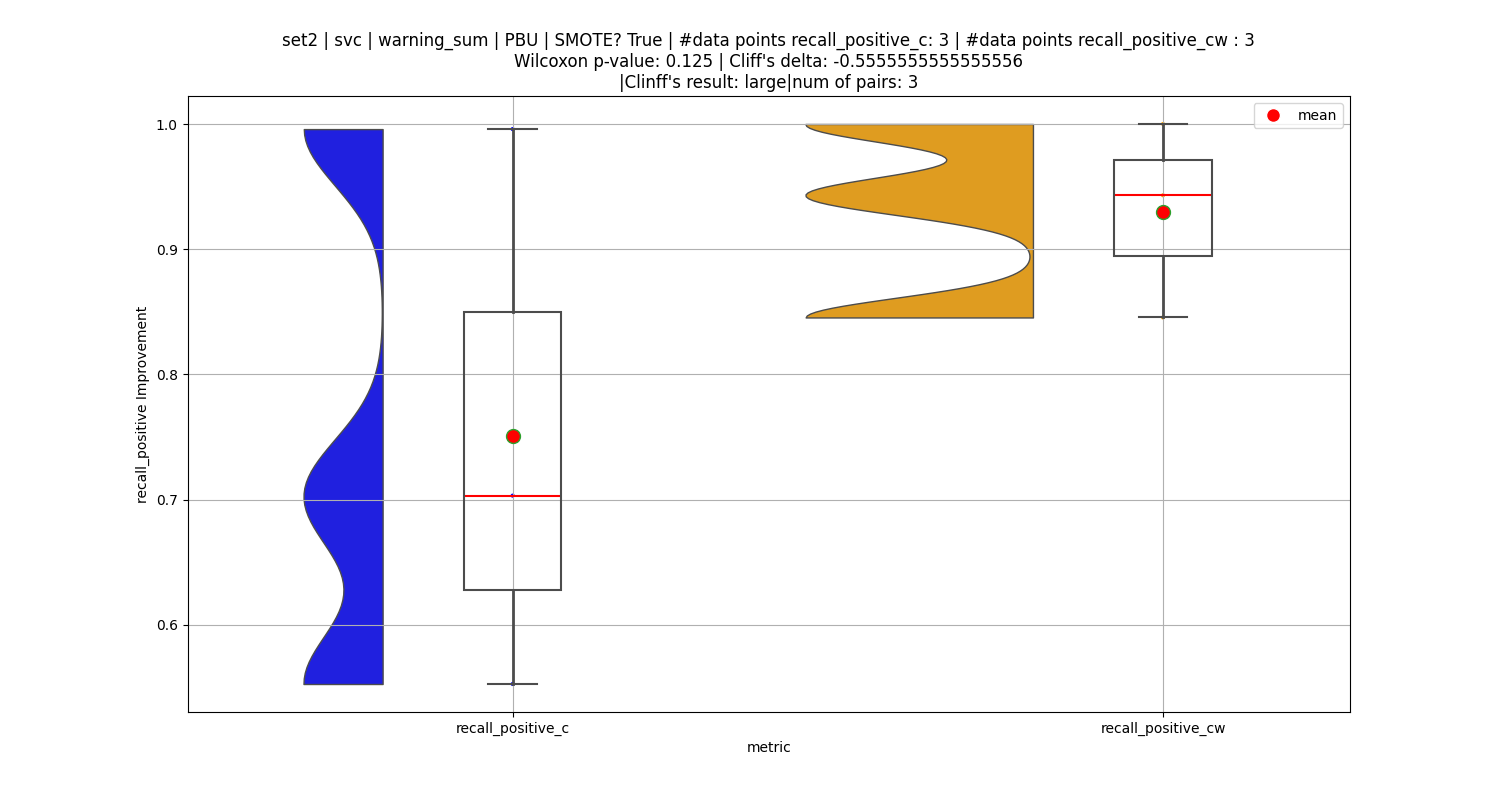 set2 | svc | warning_sum | PBU | SMOTE? True | #data points recall_positive_c: 3 | #data points recall_positive_cw : 3
Wilcoxon p-value: 0.125 | Cliff's delta: -0.5555555555555556
|Clinff's result: large|num of pairs: 3
mean
1.0
0.9
0.8
0.7
0.6
recall_positive Improvement
recall_positive_c
recall_positive_cw
metric